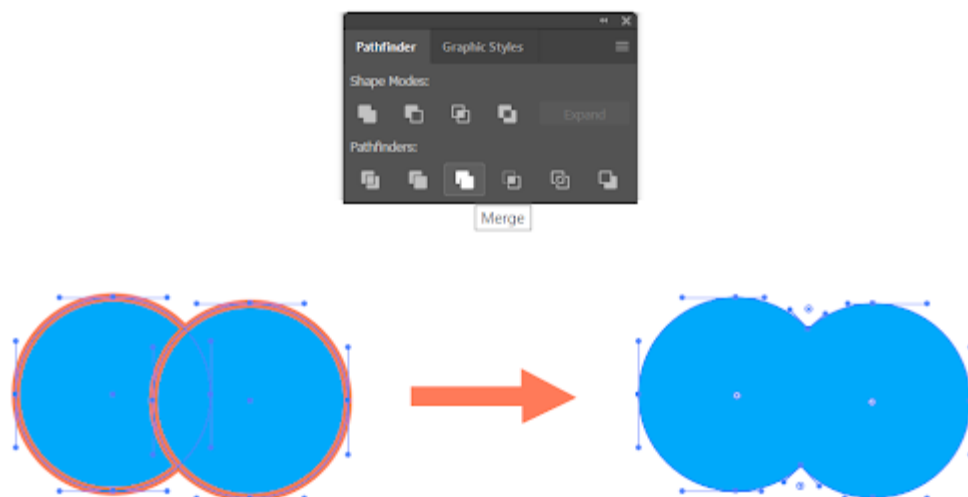 Pathfinder Graphic Styles
Shape Modes:
Expand
Pathfinders:
Merge